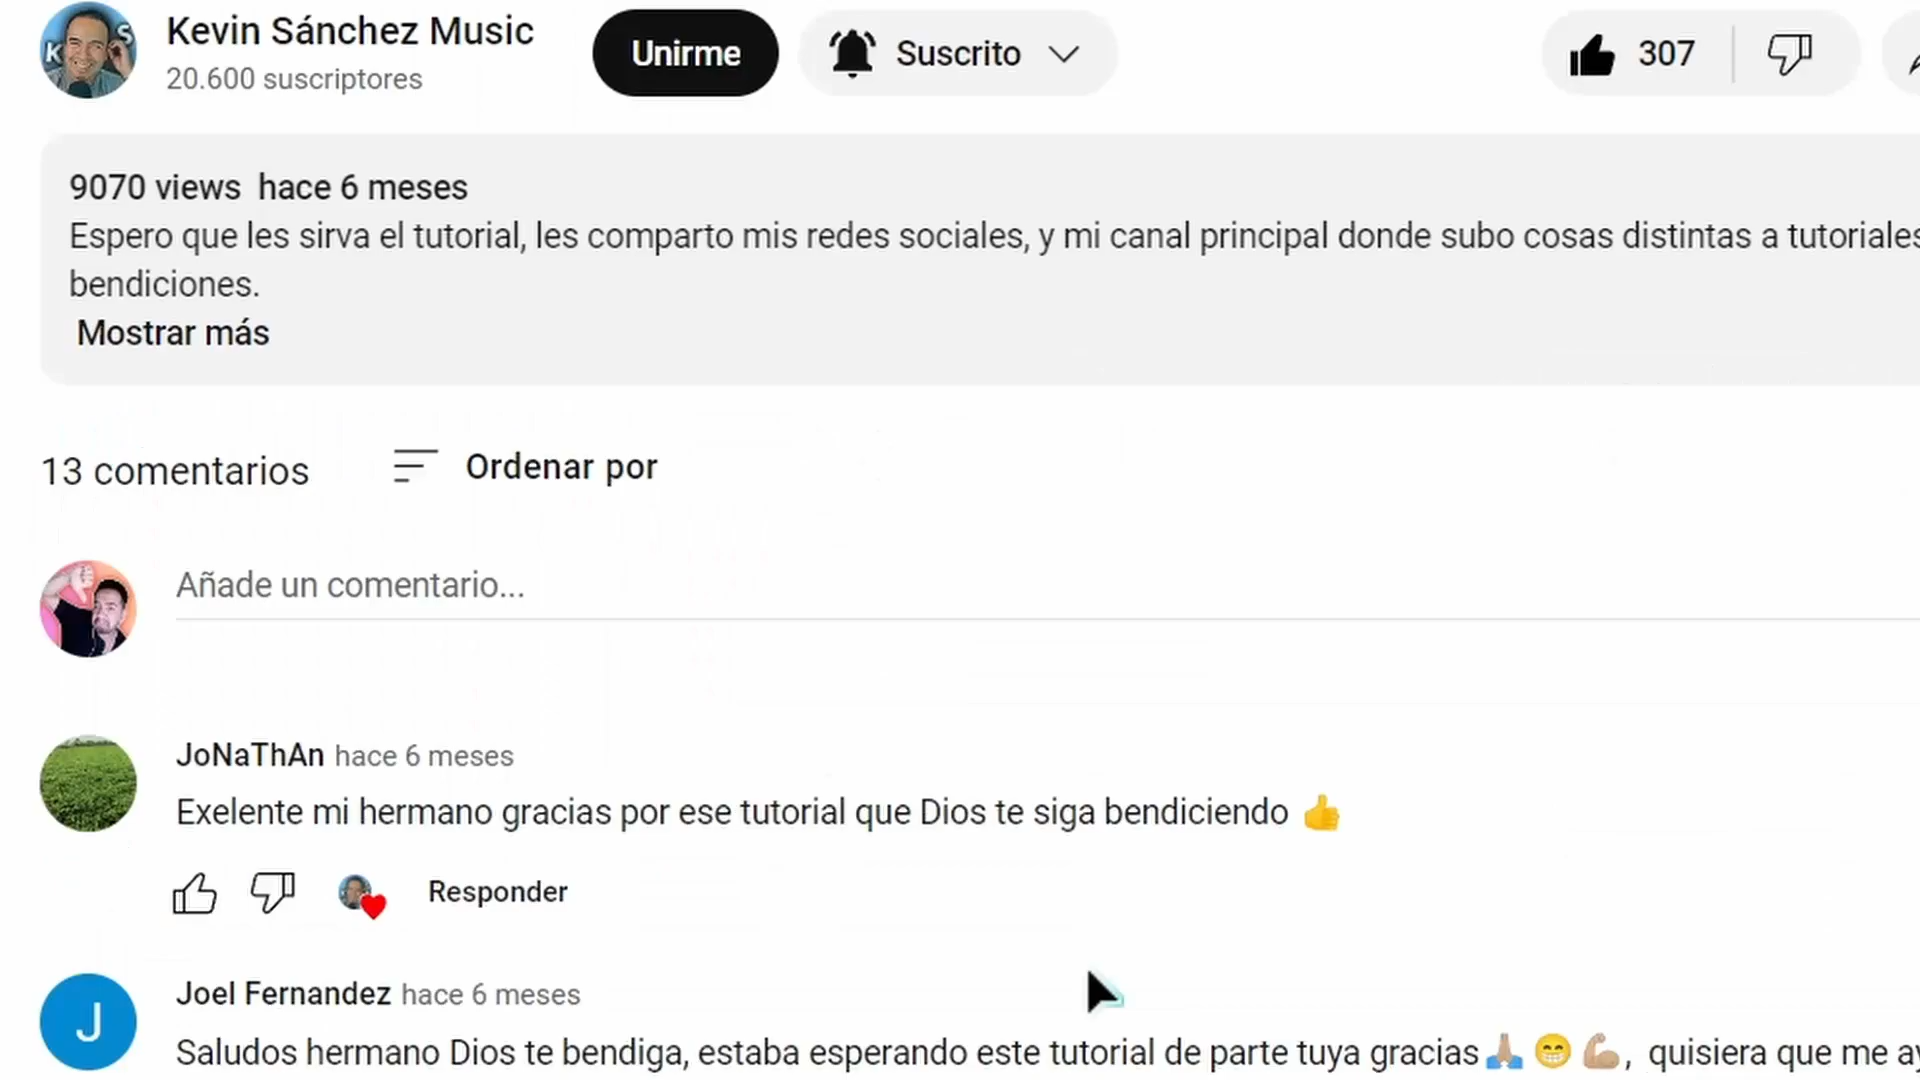 Kevin Sánchez Music
20.600 suscriptores
Unirme
Suscrito
307
9070 views hace 6 meses
Espero que les sirva el tutorial, les comparto mis redes sociales, y mi canal principal donde subo cosas distintas a tutoriales
bendiciones.
Mostrar más
13 comentarios
Ordenar por
Añade un comentario...
JoNaThAn hace 6 meses
Exelente mi hermano gracias por ese tutorial que Dios te siga bendiciendo 👍
Responder
J
Joel Fernandez hace 6 meses
Saludos hermano Dios te bendiga, estaba esperando este tutorial de parte tuya gracias🙏🏼😁💪🏼, quisiera que me